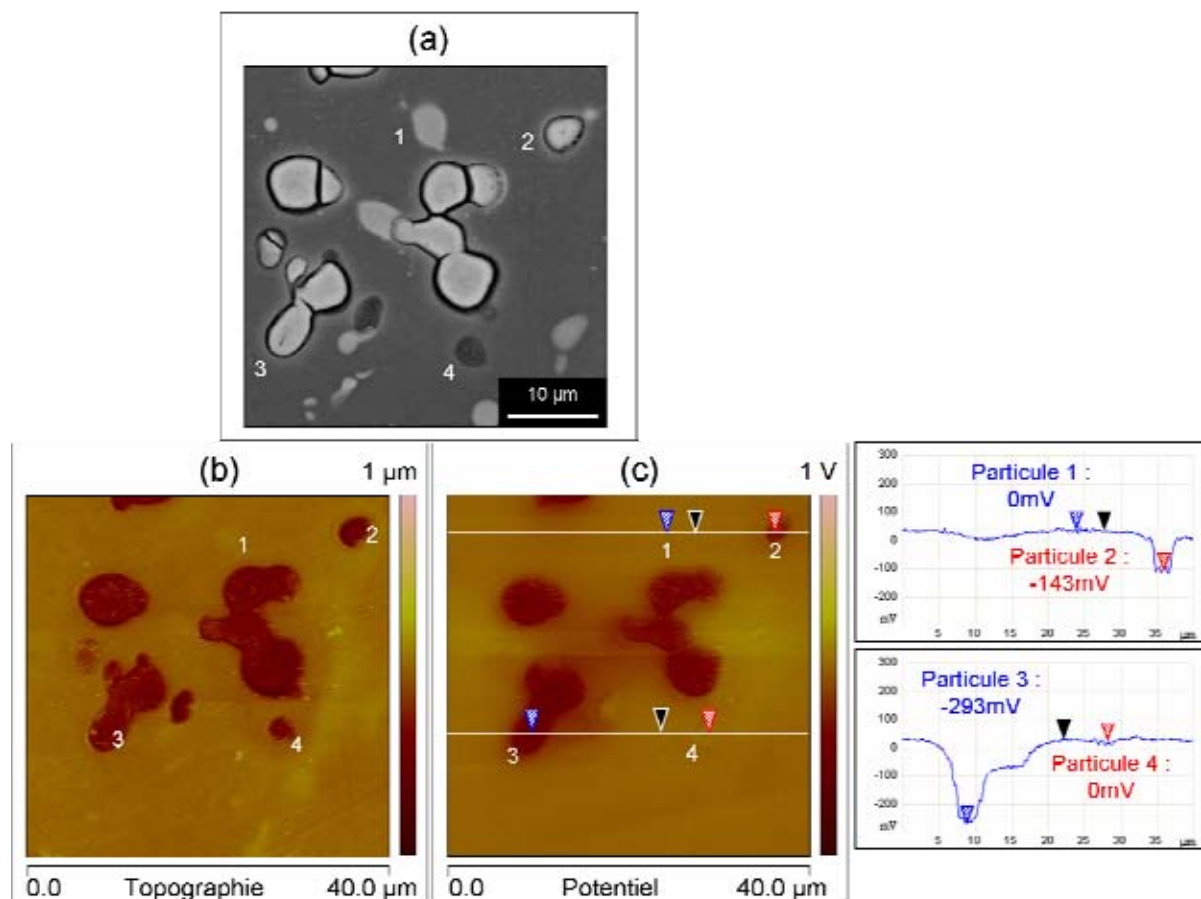 (a)
1
2
3
4
10 µm
(b)
1 µm
1
2
3
4
0.0 Topographie 40.0 µm
(c)
1 V
1
2
3
4
0.0 Potentiel 40.0 µm
300
200
100
0
-100
-200
mV
Particule 1 :
0mV
Particule 2 :
-143mV
5 10 15 20 25 30 35 µm
300
200
100
0
-100
-200
mV
Particule 3 :
-293mV
Particule 4 :
0mV
5 10 15 20 25 30 35 µm